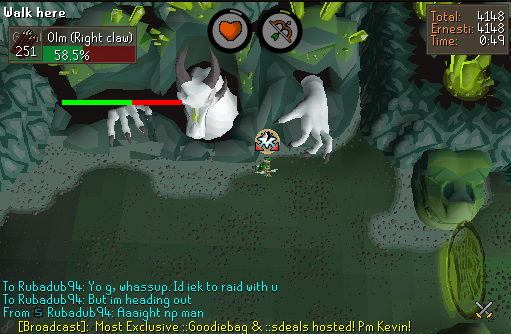 Walk here
Olm (Right claw)
251
58.5%
Total: 4148
Ernesti: 4148
Time: 0:49
To Rubadub94: Yo g, whassup. Id iek to raid with u
To Rubadub94: But im heading out
From S Rubadub94: Aaaight np man
[Broadcast]: Most Exclusive ::Goodiebag & ::sdeals hosted! Pm Kevin!